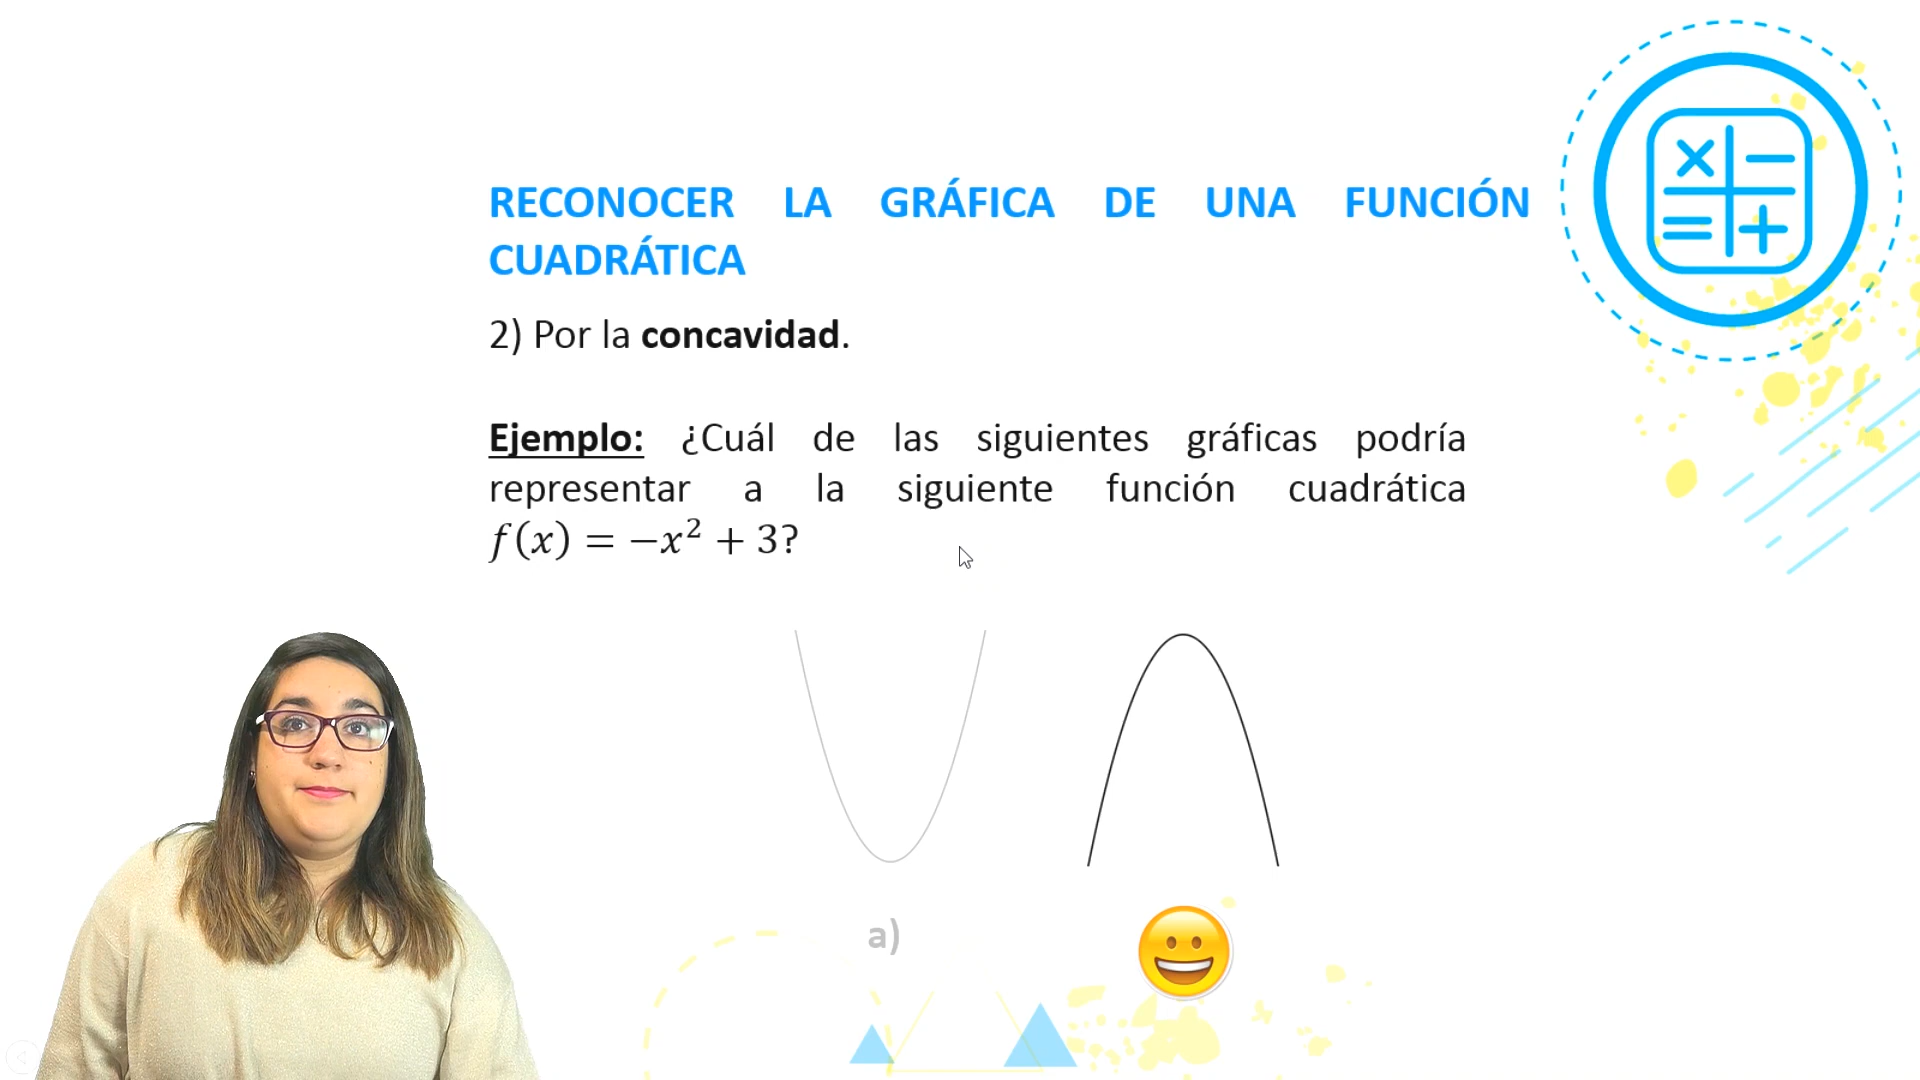 RECONOCER LA GRÁFICA DE UNA FUNCIÓN
CUADRÁTICA
2) Por la concavidad.
Ejemplo: ¿Cuál de las siguientes gráficas podría
representar a la siguiente función cuadrática
f(x) = −x² + 3?
a)